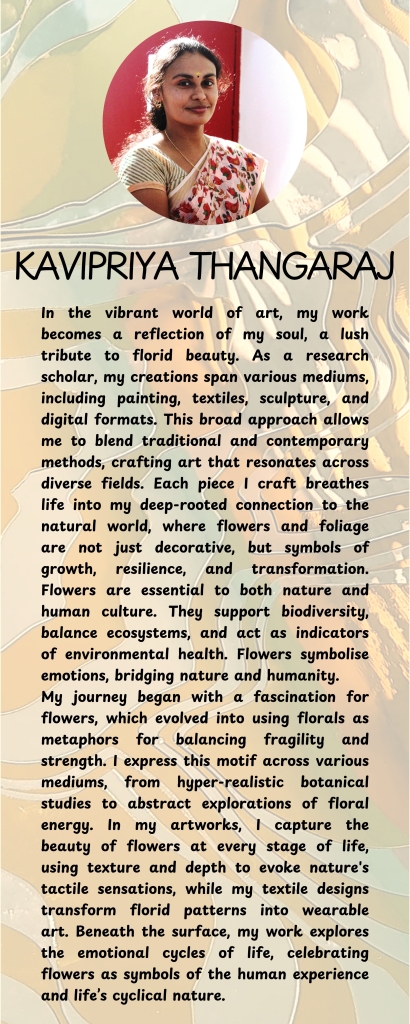 KAVIPRIYA THANGARAJ
In the vibrant world of art, my work
becomes a reflection of my soul, a lush
tribute to florid beauty. As a research
scholar, my creations span various mediums,
including painting, textiles, sculpture, and
digital formats. This broad approach allows
me to blend traditional and contemporary
methods, crafting art that resonates across
diverse fields. Each piece I craft breathes
life into my deep-rooted connection to the
natural world, where flowers and foliage
are not just decorative, but symbols of
growth, resilience, and transformation.
Flowers are essential to both nature and
human culture. They support biodiversity,
balance ecosystems, and act as indicators
of environmental health. Flowers symbolise
emotions, bridging nature and humanity.
My journey began with a fascination for
flowers, which evolved into using florals as
metaphors for balancing fragility and
strength. I express this motif across various
mediums, from hyper-realistic botanical
studies to abstract explorations of floral
energy. In my artworks, I capture the
beauty of flowers at every stage of life,
using texture and depth to evoke nature's
tactile sensations, while my textile designs
transform florid patterns into wearable
art. Beneath the surface, my work explores
the emotional cycles of life, celebrating
flowers as symbols of the human experience
and life's cyclical nature.